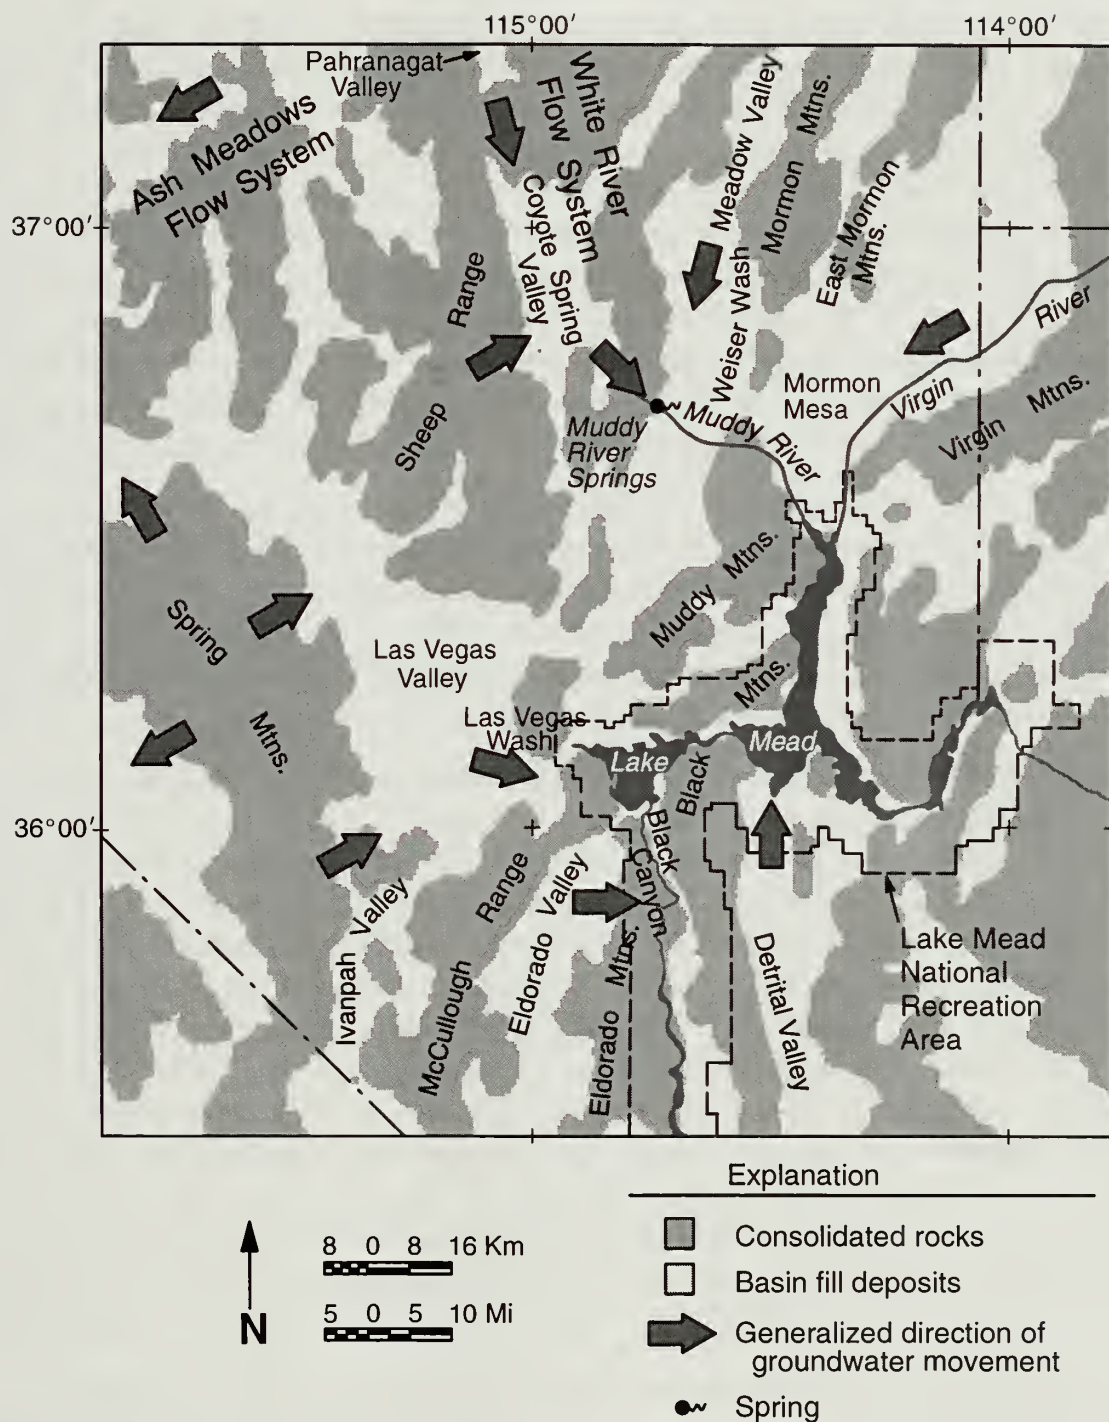 115°00′
114°00′
Pahranagat
Valley
White River
Flow System
Meadow Valley
Mormon Mtns.
Ash Meadows
Flow System
Coyote Spring
Valley
37°00′
East Mormon
Mtns.
Weiser Wash
Range
Sheep
River
Virgin
Mormon
Mesa
Virgin Mtns.
Muddy River
Muddy
River
Springs
Muddy Mtns.
Spring
Mtns.
Las Vegas
Valley
Mtns.
Las Vegas
Wash
Lake
Mead
Black
36°00′
Black
Canyon
Range
McCullough
Eldorado Valley
Ivanpah Valley
Eldorado Mtns.
Detrital Valley
Lake Mead
National
Recreation
Area
Explanation
8 0 8 16 Km
5 0 5 10 Mi
N
Consolidated rocks
Basin fill deposits
Generalized direction of
groundwater movement
Spring